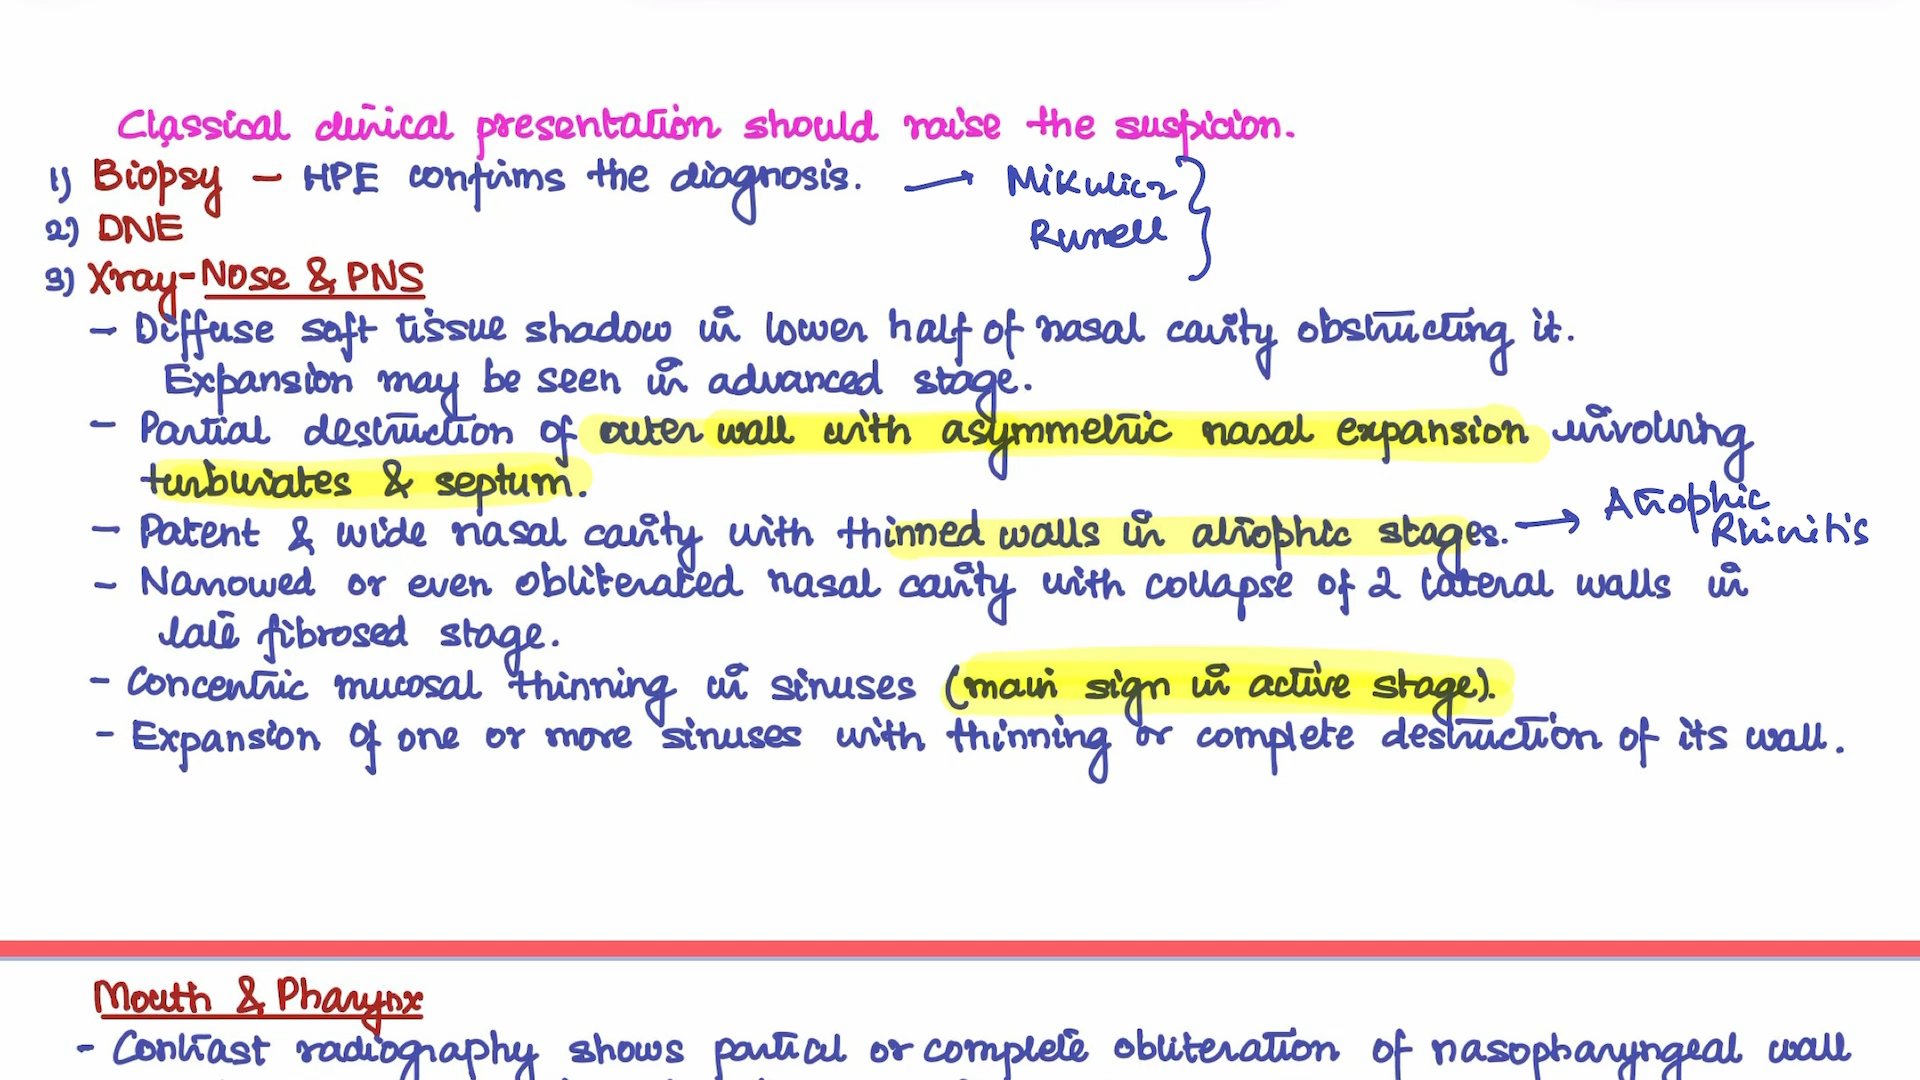 Classical clinical presentation should raise the suspicion.
1) Biopsy – HPE confirms the diagnosis. → Mikulicz
Russell
2) DNE
3) Xray-Nose & PNS
– Diffuse soft tissue shadow in lower half of nasal cavity obstructing it.
Expansion may be seen in advanced stage.
– Partial destruction of outer wall with asymmetric nasal expansion involving
turbinates & septum.
– Patent & wide nasal cavity with thinned walls in atrophic stages. → Atrophic
Rhinitis
– Narrowed or even obliterated nasal cavity with collapse of 2 lateral walls in
late fibrosed stage.
– Concentric mucosal thinning in sinuses (main sign in active stage).
– Expansion of one or more sinuses with thinning or complete destruction of its wall.
Mouth & Pharynx
– Contrast radiography shows partial or complete obliteration of nasopharyngeal wall